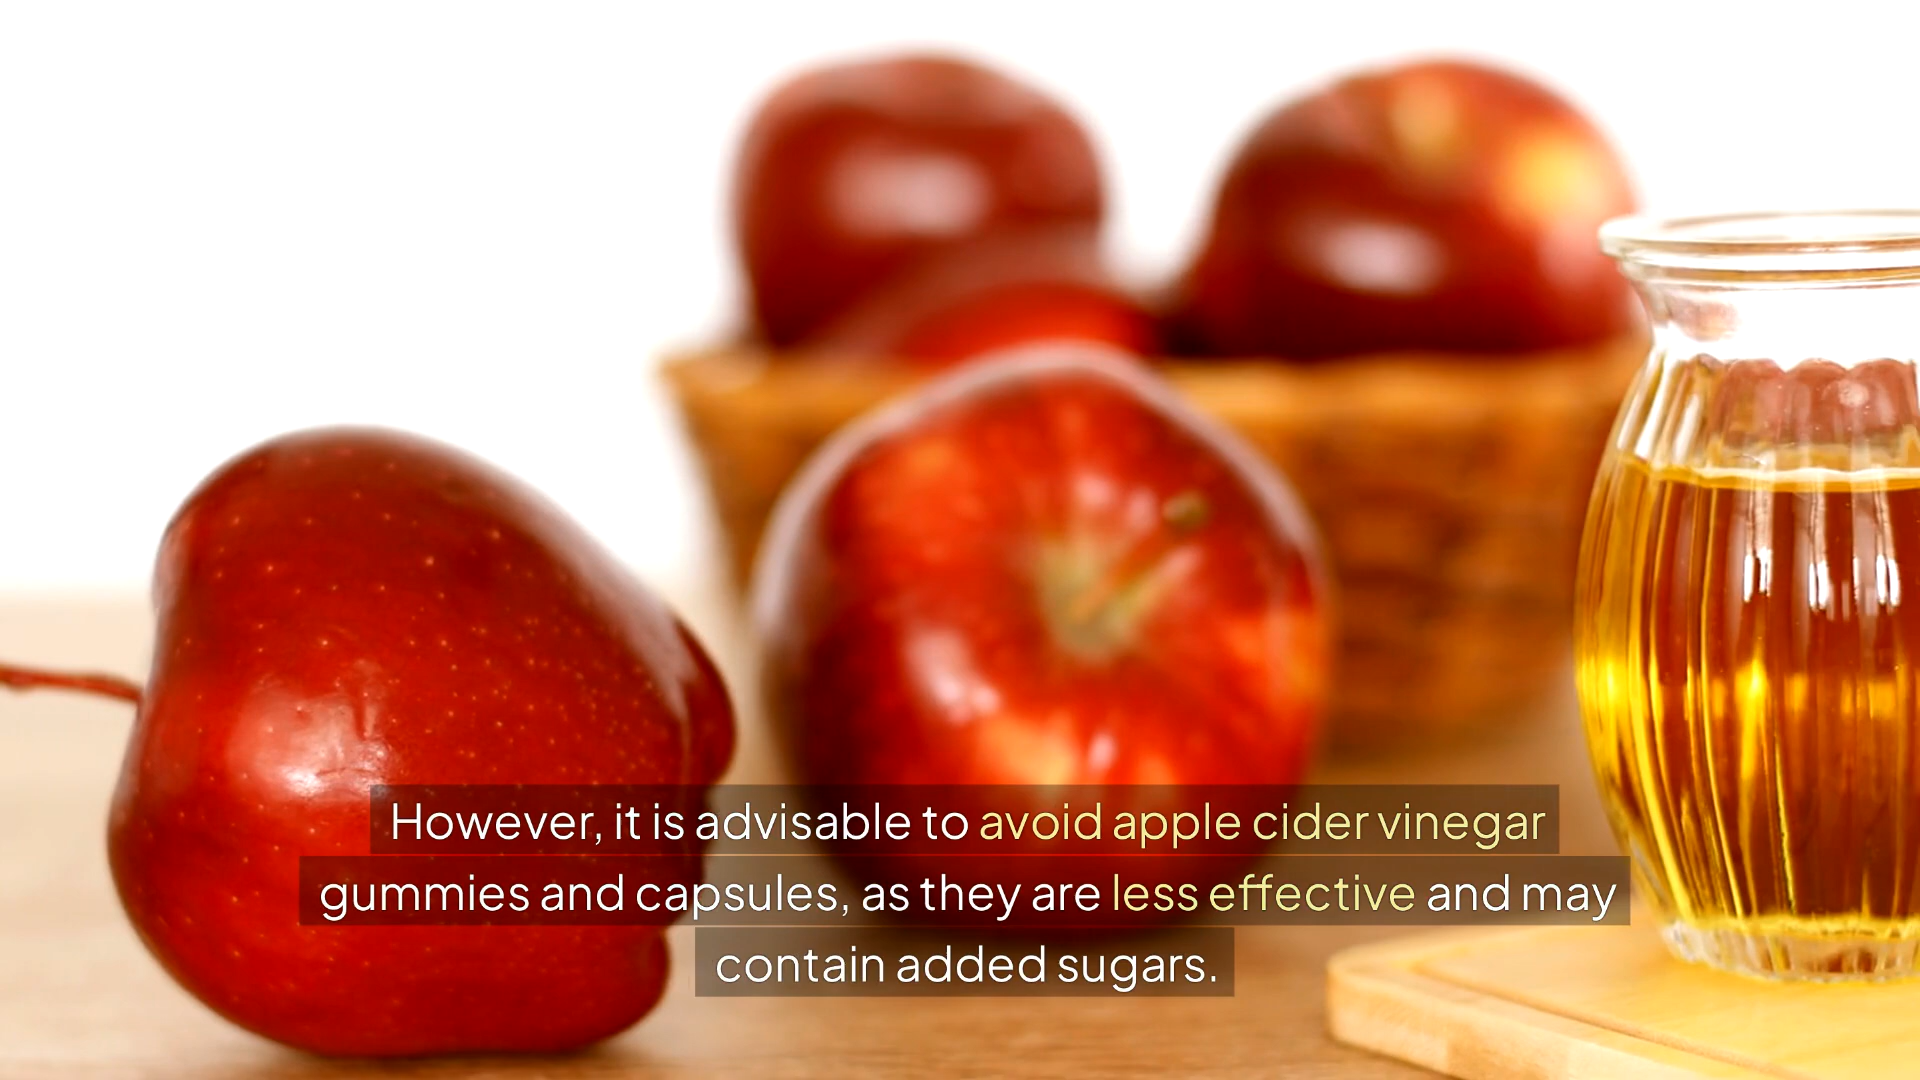 However, it is advisable to avoid apple cider vinegar
gummies and capsules, as they are less effective and may
contain added sugars.